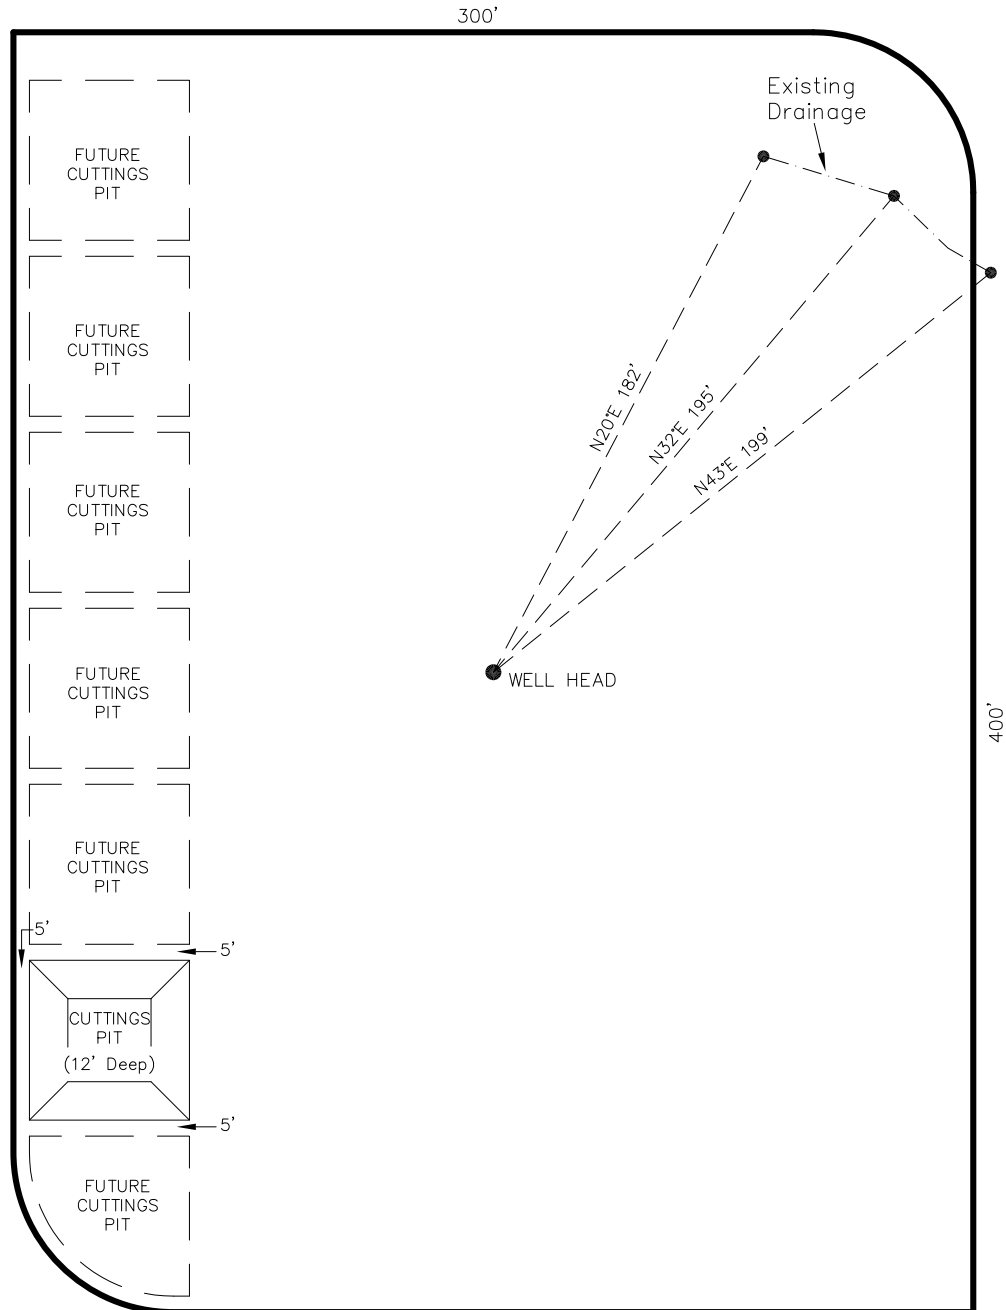 300'
Existing
Drainage
FUTURE
CUTTINGS
PIT
FUTURE
CUTTINGS
PIT
N20°E 182'
N32°E 195'
N43°E 199'
FUTURE
CUTTINGS
PIT
FUTURE
CUTTINGS
PIT
WELL HEAD
400'
FUTURE
CUTTINGS
PIT
5'
5'
CUTTINGS
PIT
(12' Deep)
5'
FUTURE
CUTTINGS
PIT